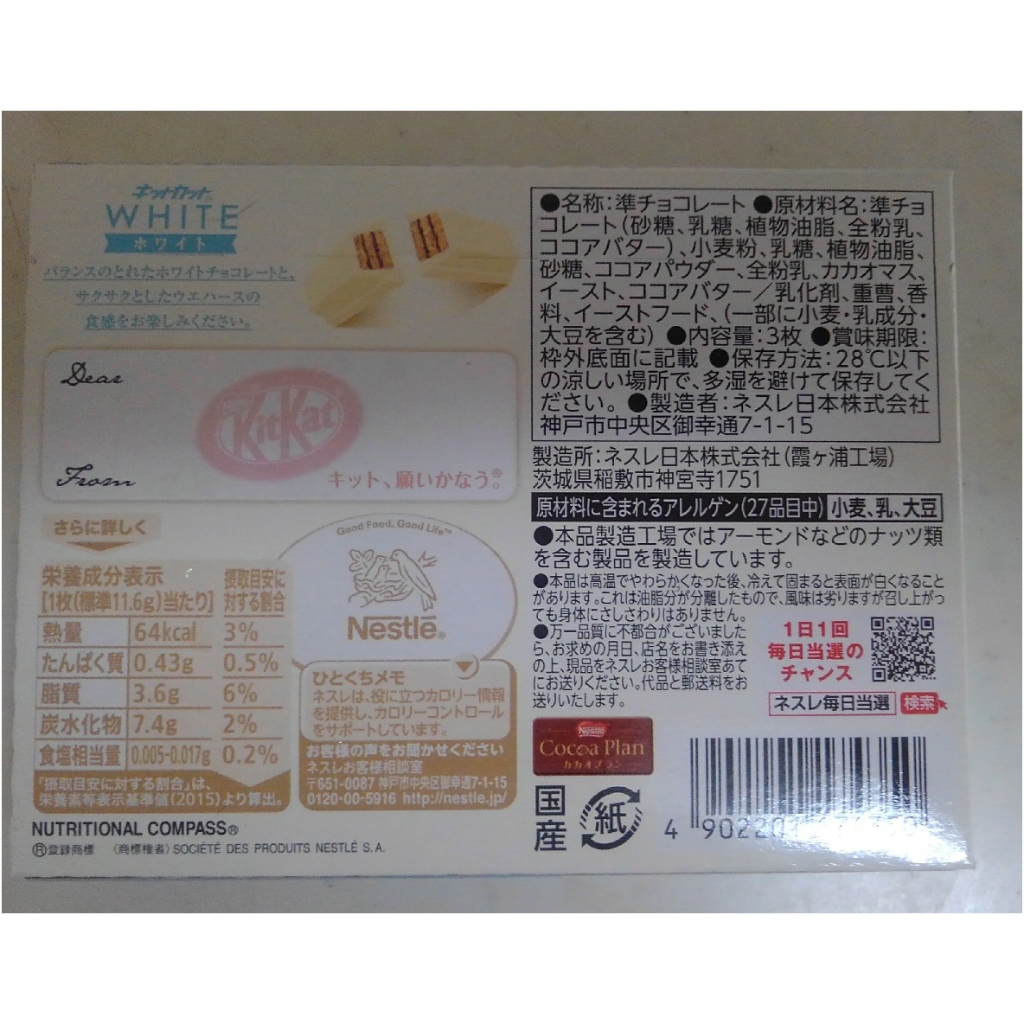 キットカット
WHITE
ホワイト
バランスのとれたホワイトチョコレートと、
サクサクとしたウエハースの
食感をお楽しみください。
Dear
KitKat
From
キット、願いかなう®。
さらに詳しく
栄養成分表示
[1枚(標準11.6g)当たり]
摂取目安に
対する割合
熱量 64kcal 3%
たんぱく質 0.43g 0.5%
脂質 3.6g 6%
炭水化物 7.4g 2%
食塩相当量 0.005-0.017g 0.2%
「摂取目安に対する割合」は、
栄養素等表示基準値(2015)より算出。
NUTRITIONAL COMPASS®
®登録商標 〈商標権者〉SOCIÉTÉ DES PRODUITS NESTLÉ S.A.
Good Food, Good Life™
Nestlé®
ひとくちメモ
ネスレは、役に立つカロリー情報
を提供し、カロリーコントロール
をサポートしています。
お客様の声をお聞かせください
ネスレお客様相談室
〒651-0087 神戸市中央区御幸通7-1-15
0120-00-5916 http://nestle.jp/
●名称:準チョコレート ●原材料名:準チョ
コレート(砂糖、乳糖、植物油脂、全粉乳、
ココアバター)、小麦粉、乳糖、植物油脂、
砂糖、ココアパウダー、全粉乳、カカオマス、
イースト、ココアバター/乳化剤、重曹、香
料、イーストフード、(一部に小麦・乳成分・
大豆を含む) ●内容量:3枚 ●賞味期限:
枠外底面に記載 ●保存方法:28℃以下
の涼しい場所で、多湿を避けて保存してく
ださい。 ●製造者:ネスレ日本株式会社
神戸市中央区御幸通7-1-15
製造所:ネスレ日本株式会社(霞ヶ浦工場)
茨城県稲敷市神宮寺1751
原材料に含まれるアレルゲン(27品目中) 小麦、乳、大豆
●本品製造工場ではアーモンドなどのナッツ類
を含む製品を製造しています。
●本品は高温でやわらかくなった後、冷えて固まると表面が白くなること
があります。これは油脂分が分離したもので、風味は劣りますが召し上がっ
ても身体にさしさわりはありません。
●万一品質に不都合がございました
ら、お求めの月日、店名をお書き添え
の上、現品をネスレお客様相談室あて
にお送りください。代品と郵送料をお
送りいたします。
1日1回
毎日当選の
チャンス
ネスレ毎日当選 検索
Nestlé
Cocoa Plan
カカオプラン
国産
紙
4 90220